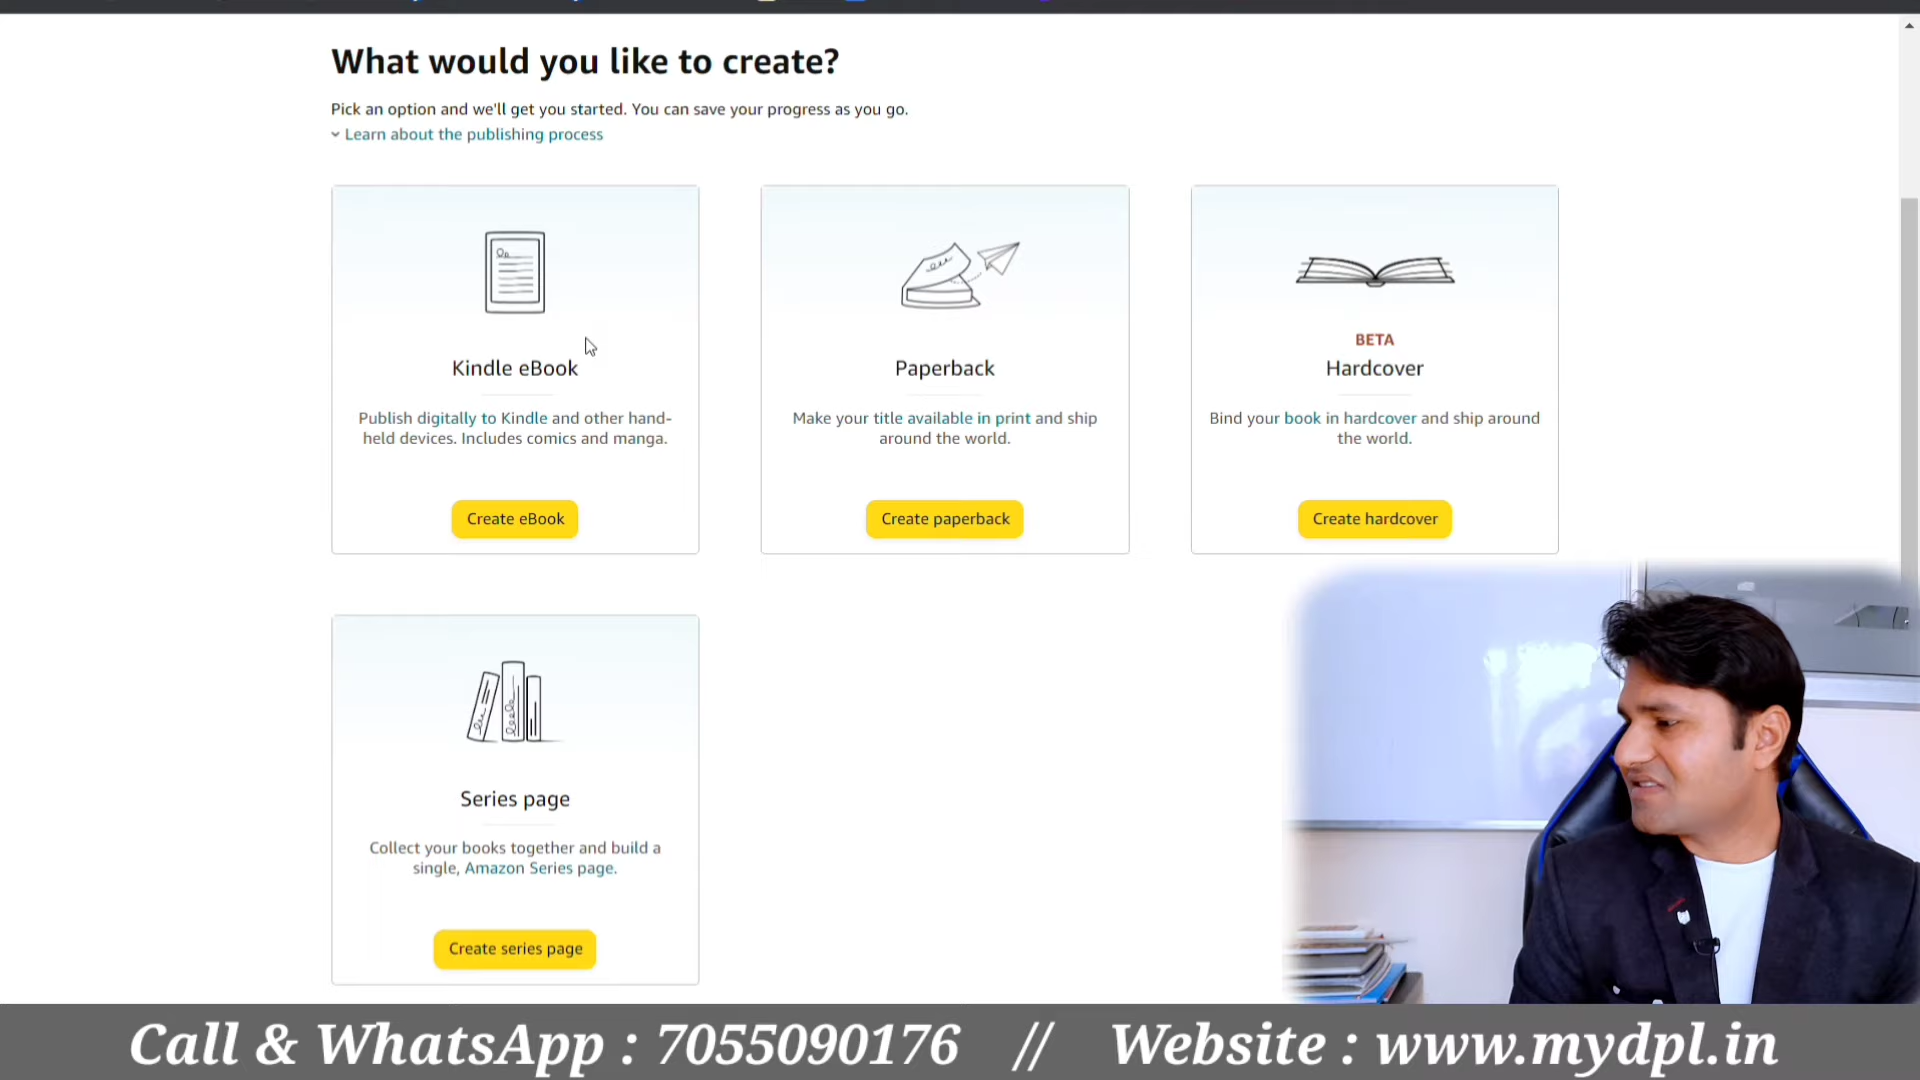 What would you like to create?
Pick an option and we'll get you started. You can save your progress as you go.
Learn about the publishing process
Kindle eBook
Publish digitally to Kindle and other hand-
held devices. Includes comics and manga.
Create eBook
Paperback
Make your title available in print and ship
around the world.
Create paperback
BETA
Hardcover
Bind your book in hardcover and ship around
the world.
Create hardcover
Series page
Collect your books together and build a
single, Amazon Series page.
Create series page
Call & WhatsApp : 7055090176 // Website : www.mydpl.in